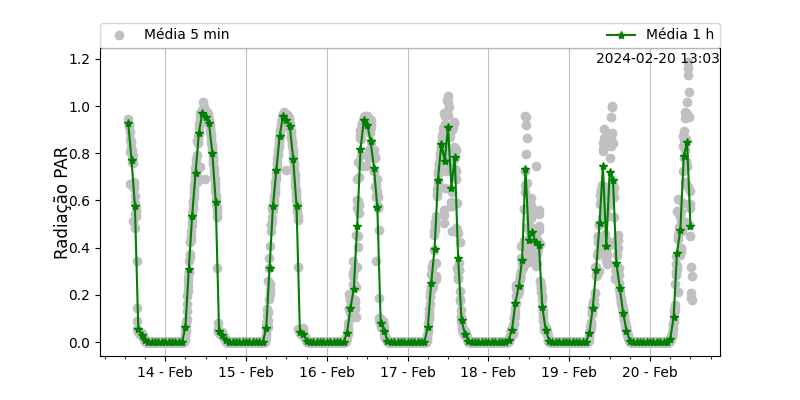 Média 5 min
Média 1 h
2024-02-20 13:03
Radiação PAR
1.2
1.0
0.8
0.6
0.4
0.2
0.0
14 - Feb
15 - Feb
16 - Feb
17 - Feb
18 - Feb
19 - Feb
20 - Feb